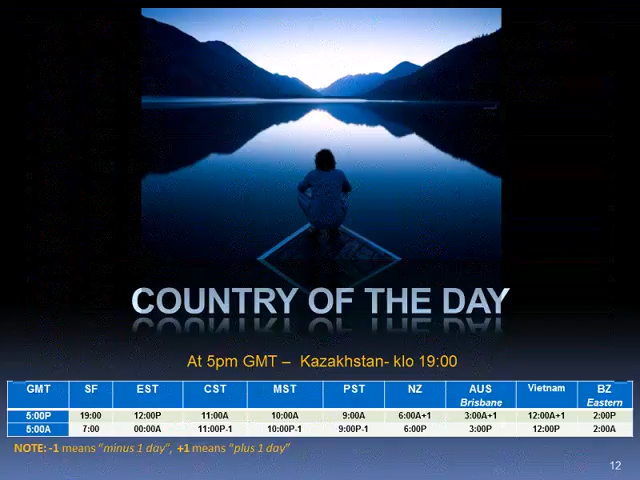 COUNTRY OF THE DAY
At 5pm GMT – Kazakhstan- klo 19:00
GMT SF EST CST MST PST NZ AUS Brisbane Vietnam BZ Eastern
5:00P 19:00 12:00P 11:00A 10:00A 9:00A 6:00A+1 3:00A+1 12:00A+1 2:00P
5:00A 7:00 00:00A 11:00P-1 10:00P-1 9:00P-1 6:00P 3:00P 12:00P 2:00A
NOTE: -1 means "minus 1 day", +1 means "plus 1 day"
12